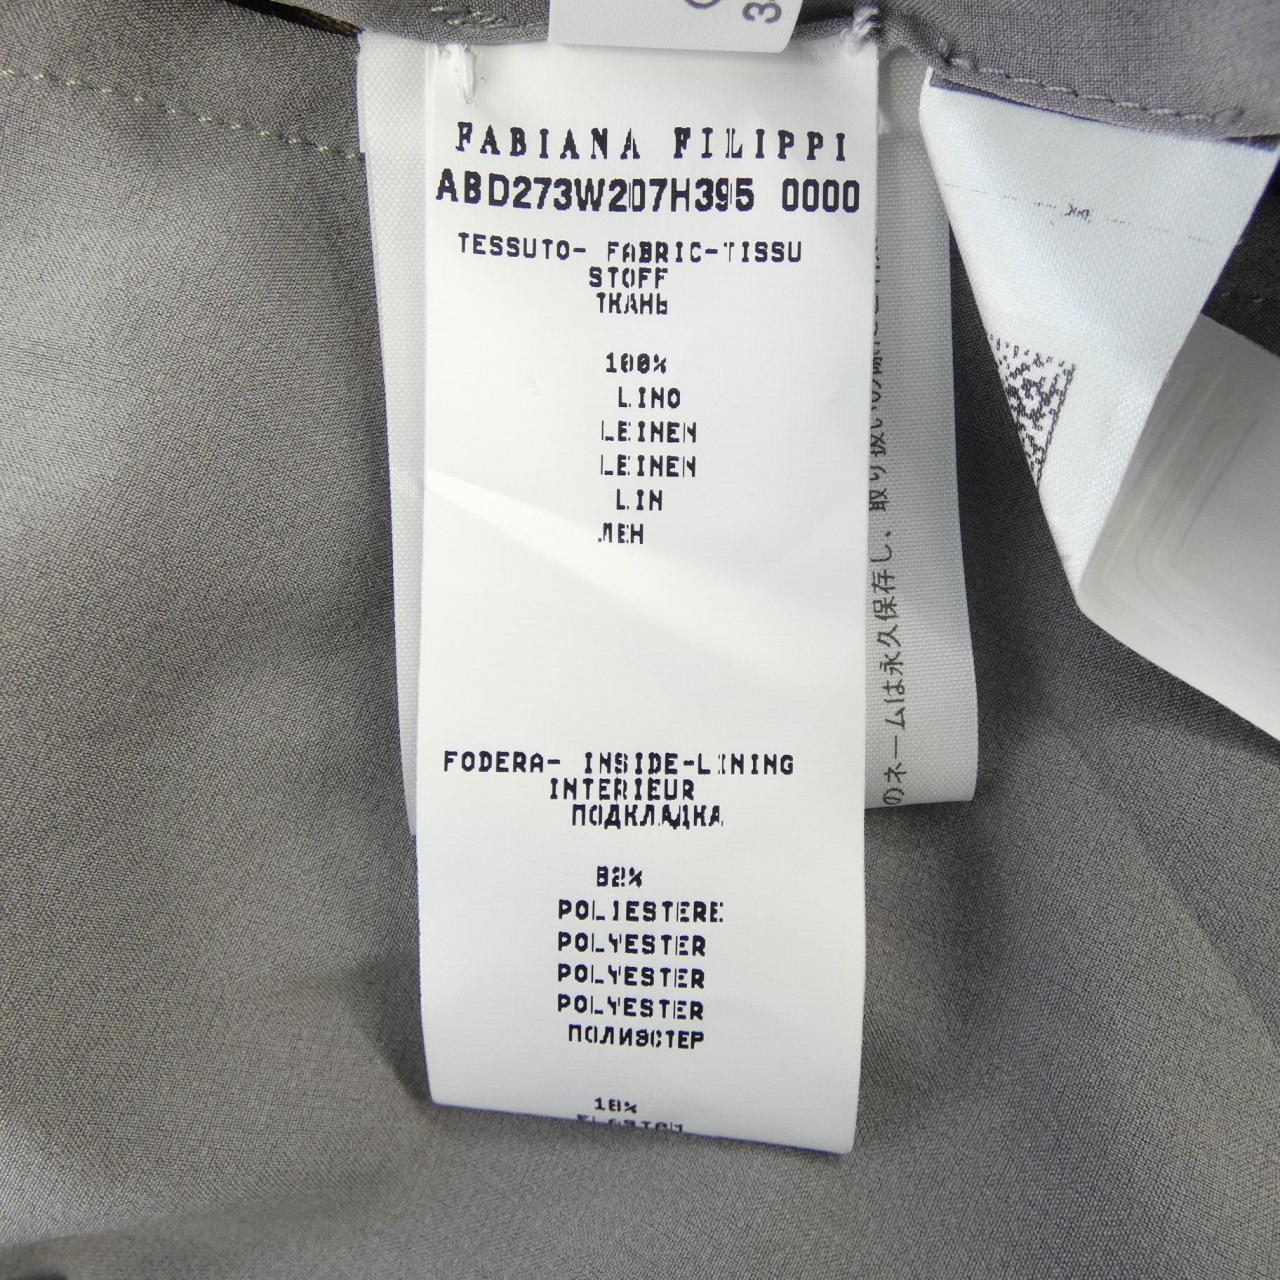 FABIANA FILIPPI
ABD273W207H395 0000
TESSUTO- FABRIC-TISSU
STOFF
ТКАНЬ
100%
LINO
LEINEN
LEINEN
LIN
ЛЕН
FODERA- INSIDE-LINING
INTERIEUR
ПОДКЛАДКА
82%
POLIESTERE
POLYESTER
POLYESTER
POLYESTER
ПОЛИЭСТЕР
18%
のネームは永久保存し、取り扱いの際に